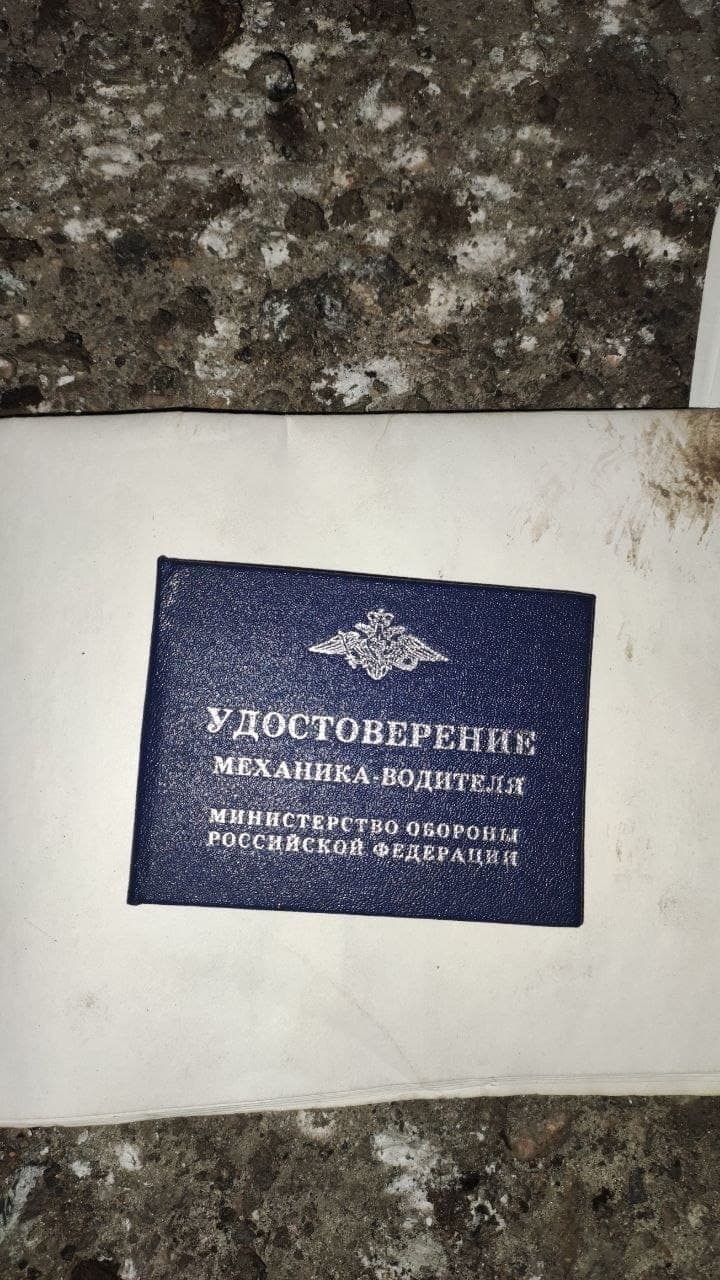 УДОСТОВЕРЕНИЕ
МЕХАНИКА-ВОДИТЕЛЯ
МИНИСТЕРСТВО ОБОРОНЫ
РОССИЙСКОЙ ФЕДЕРАЦИИ